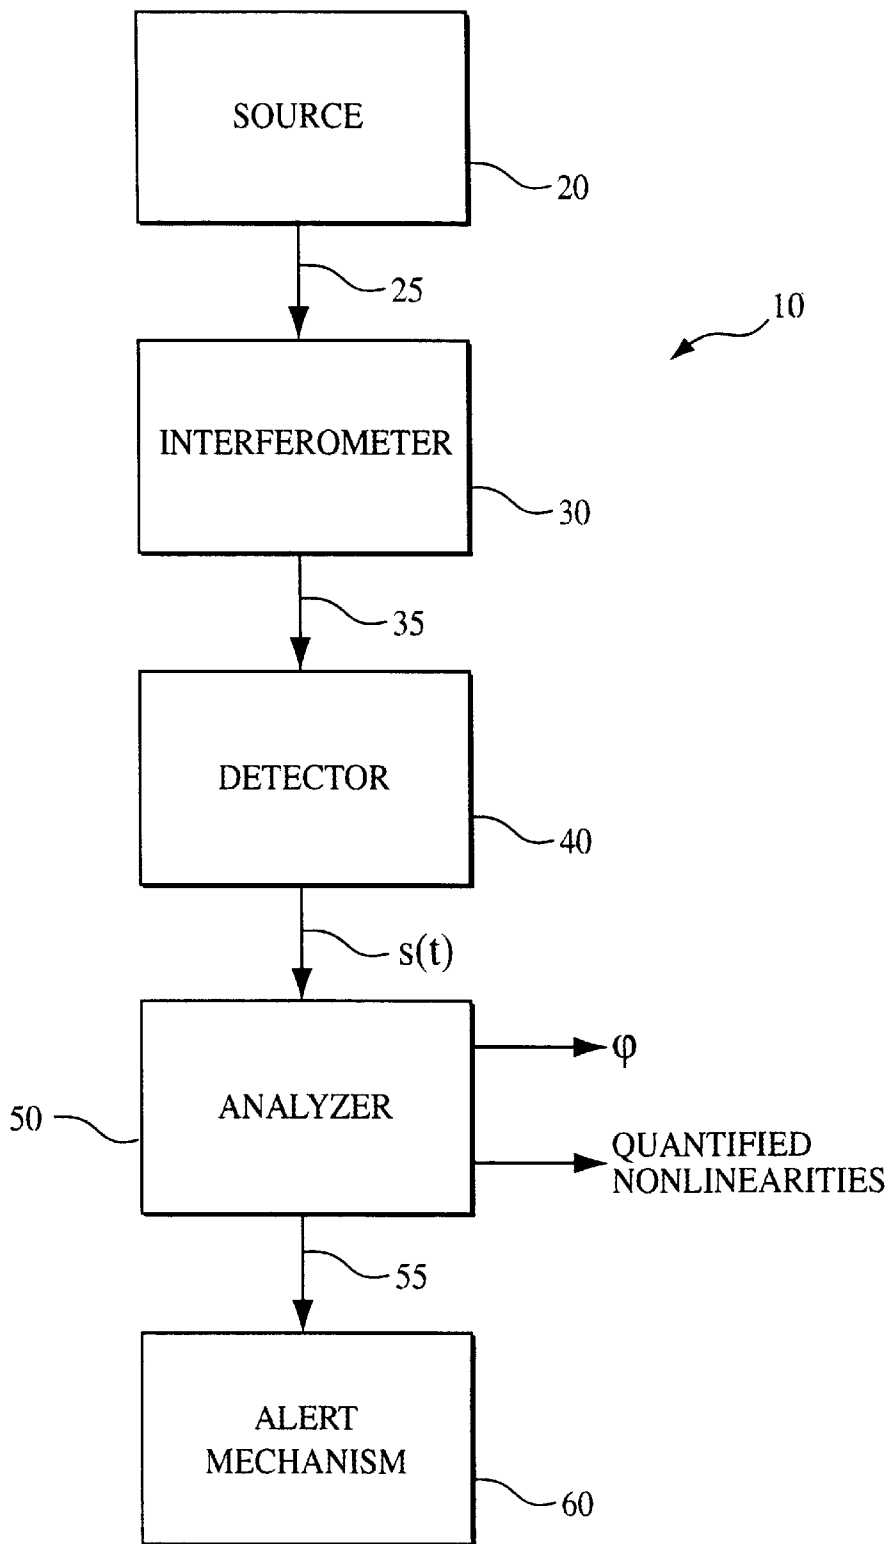 SOURCE
20
25
10
INTERFEROMETER
30
35
DETECTOR
40
s(t)
φ
50
ANALYZER
QUANTIFIED
NONLINEARITIES
55
ALERT
MECHANISM
60